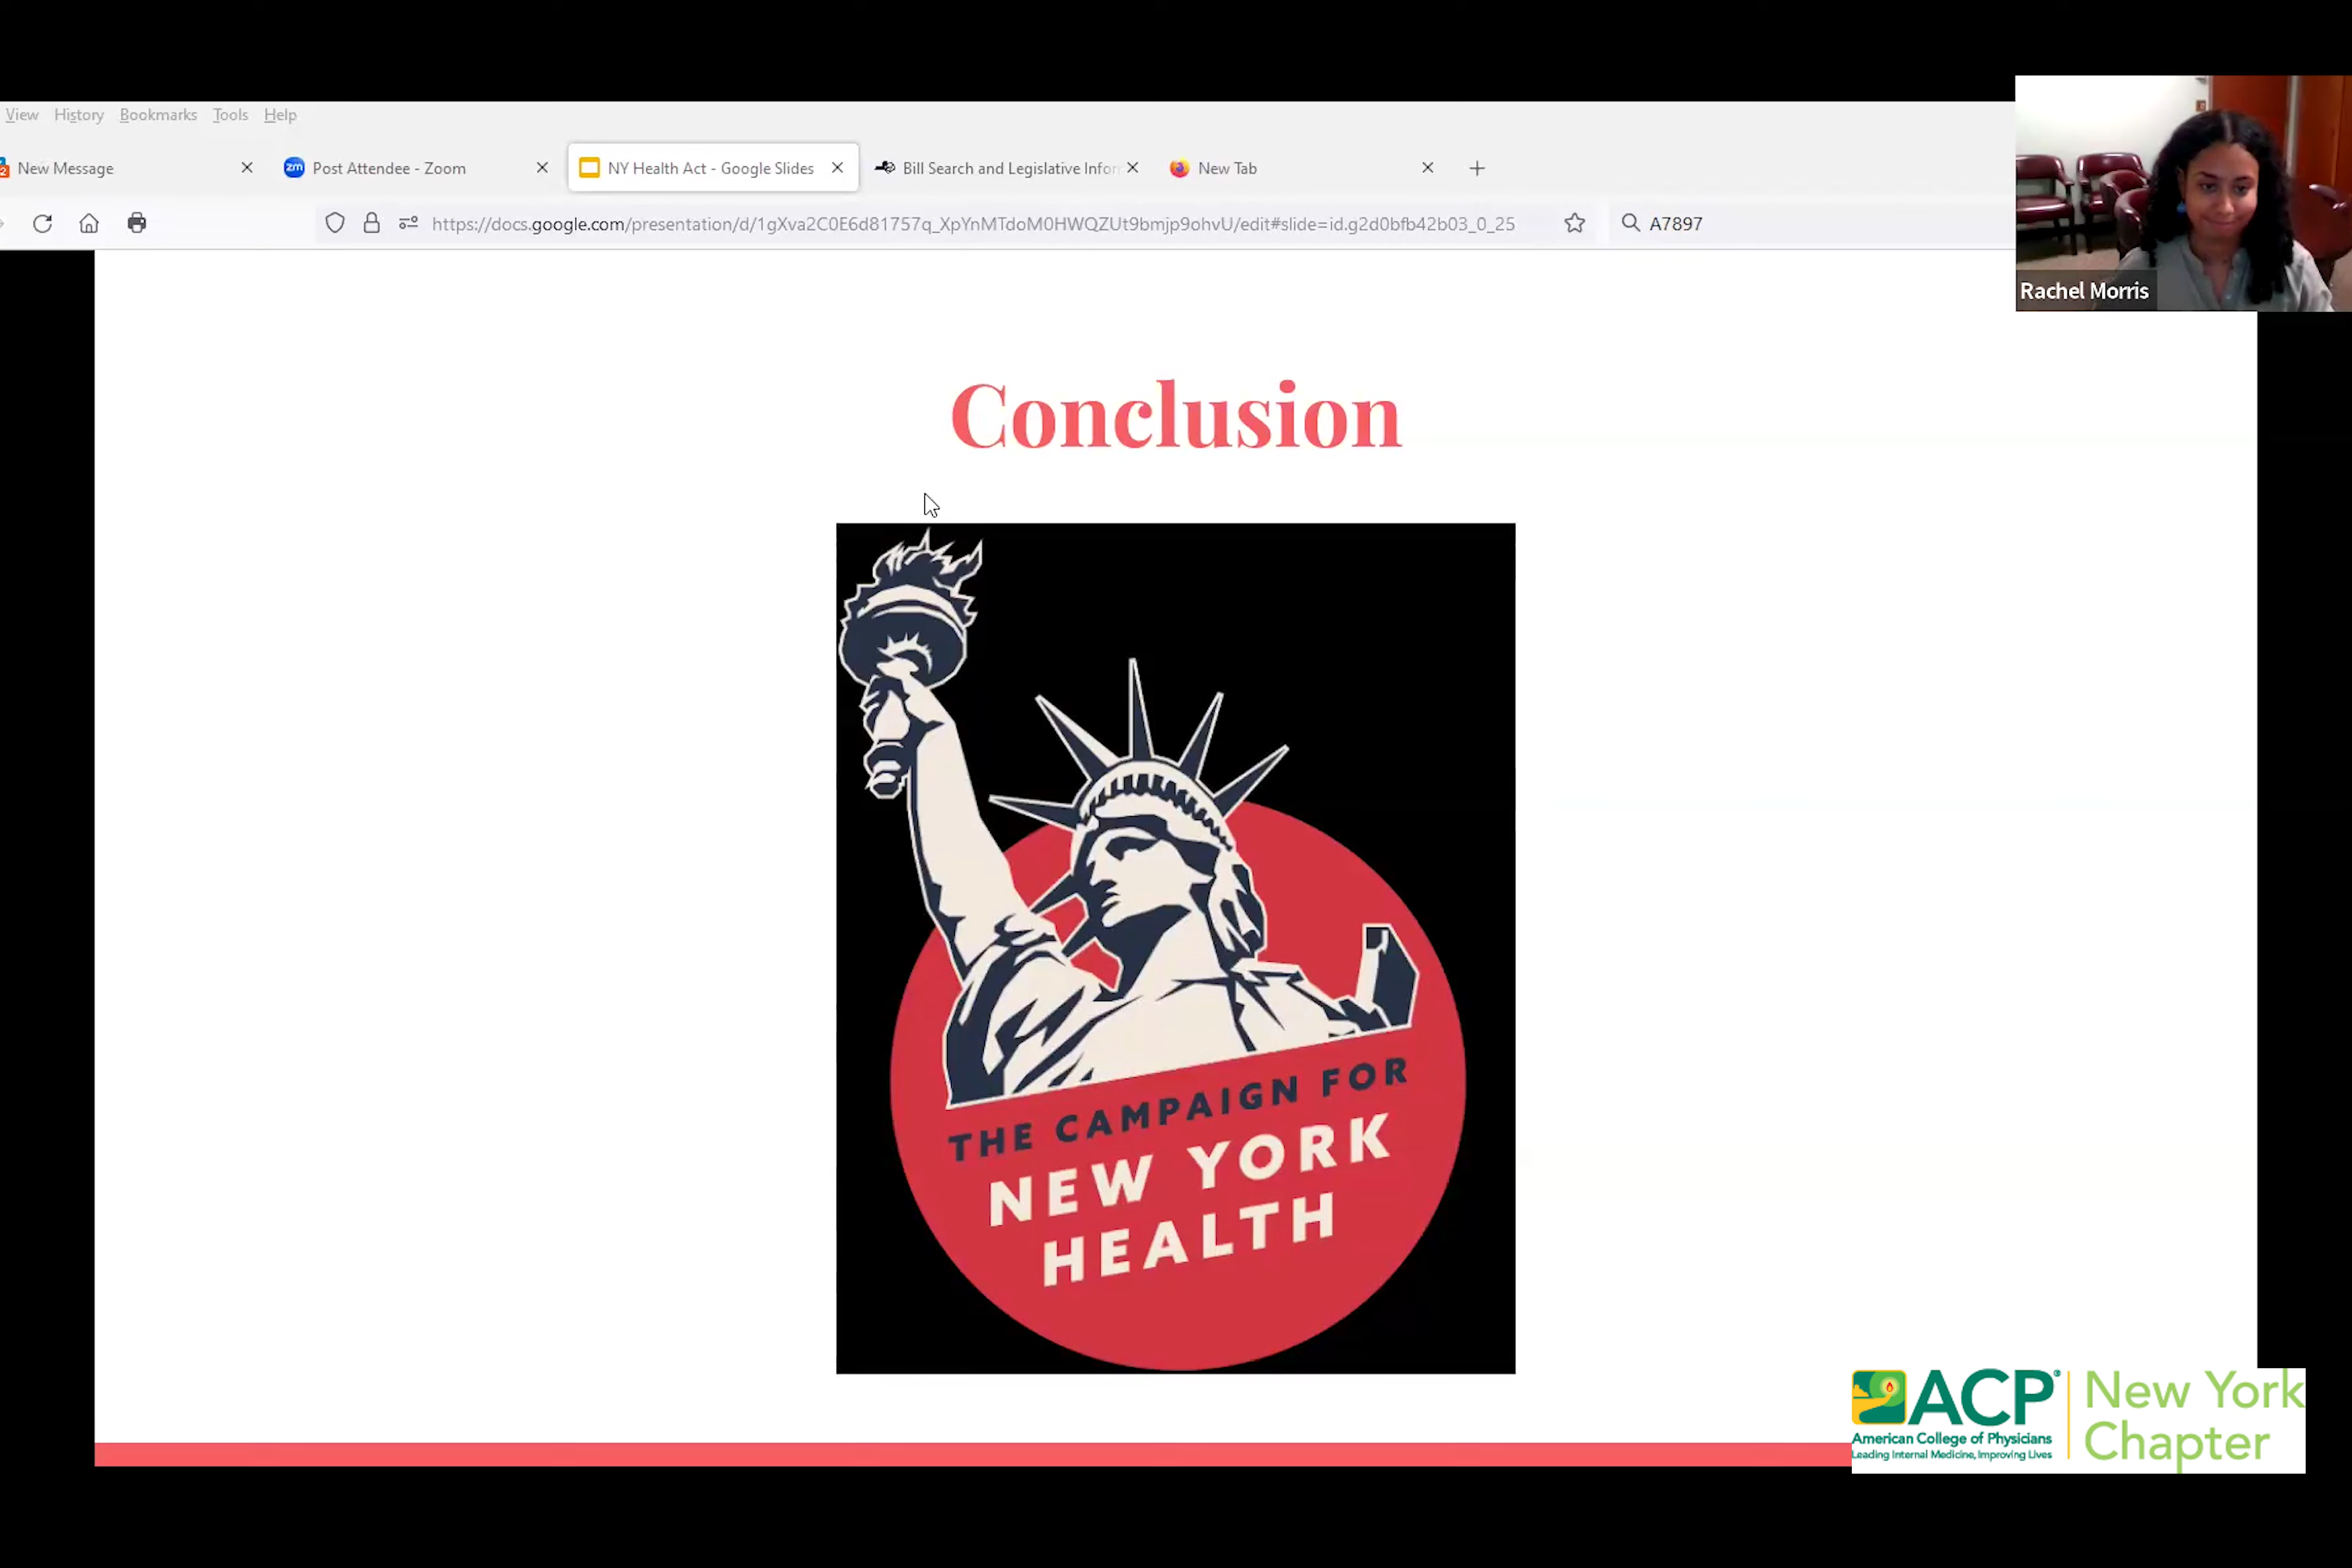 View History Bookmarks Tools Help
New Message
Post Attendee - Zoom
NY Health Act - Google Slides
Bill Search and Legislative Infor
New Tab
https://docs.google.com/presentation/d/1gXva2C0E6d81757q_XpYnMTdoM0HWQZUt9bmjp9ohvU/edit#slide=id.g2d0bfb42b03_0_25
A7897
Rachel Morris
Conclusion
THE CAMPAIGN FOR
NEW YORK
HEALTH
ACP
American College of Physicians
Leading Internal Medicine, Improving Lives
New York
Chapter